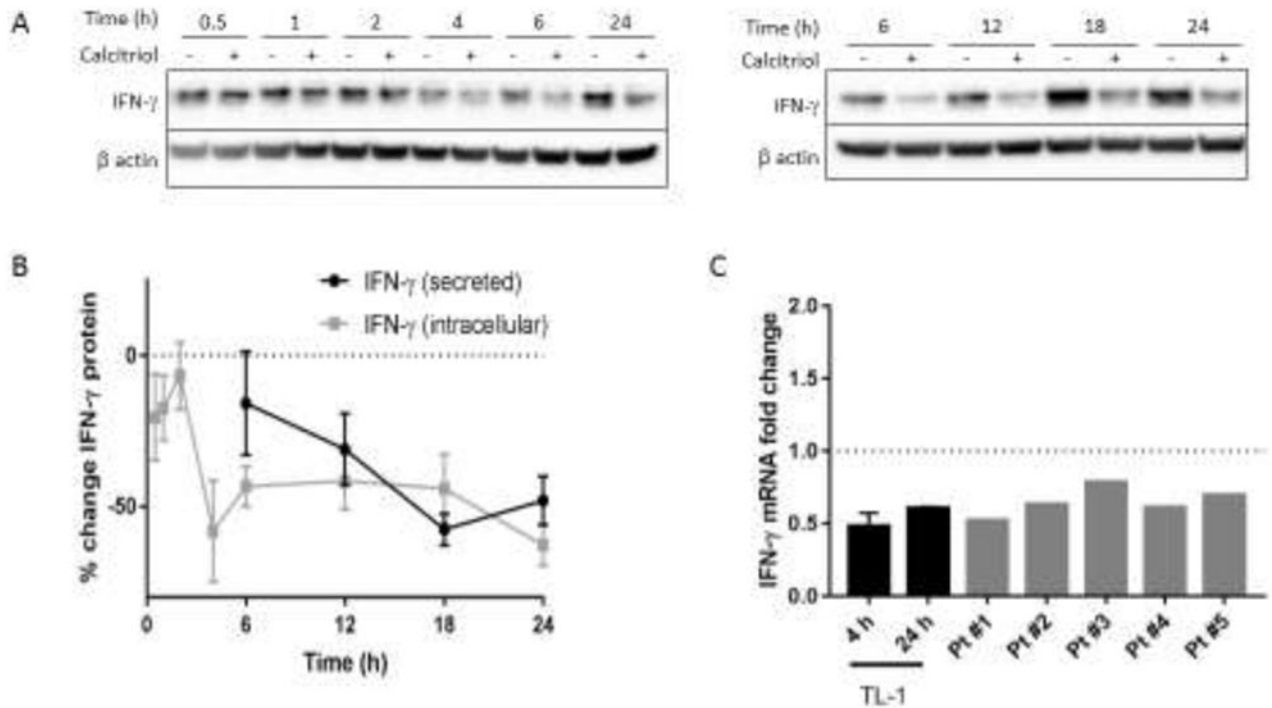 A
Time (h) 0.5 1 2 4 6 24
Calcitriol - + - + - + - + - + - +
IFN-γ
β actin
Time (h) 6 12 18 24
Calcitriol - + - + - + - +
IFN-γ
β actin
B
IFN-γ (secreted)
IFN-γ (intracellular)
% change IFN-γ protein
0
-50
0 6 12 18 24
Time (h)
C
IFN-γ mRNA fold change
2.0
1.5
1.0
0.5
0.0
4 h 24 h Pt #1 Pt #2 Pt #3 Pt #4 Pt #5
TL-1